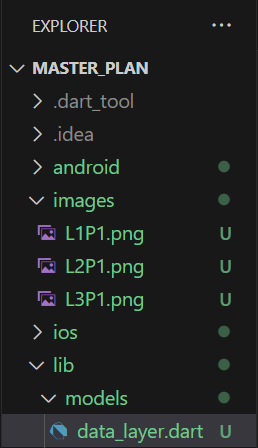 EXPLORER ...
MASTER_PLAN
.dart_tool
.idea
android
images
L1P1.png U
L2P1.png U
L3P1.png U
ios
lib
models
data_layer.dart U